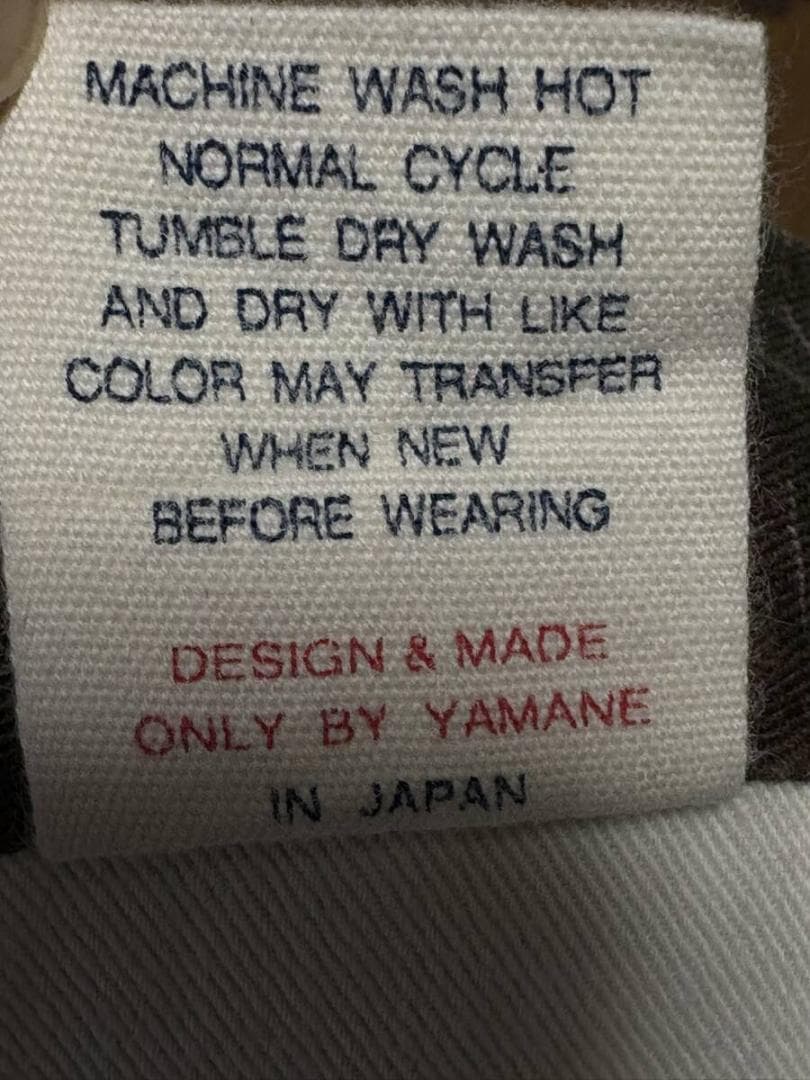 MACHINE WASH HOT
NORMAL CYCLE
TUMBLE DRY WASH
AND DRY WITH LIKE
COLOR MAY TRANSFER
WHEN NEW
BEFORE WEARING
DESIGN & MADE
ONLY BY YAMANE
IN JAPAN